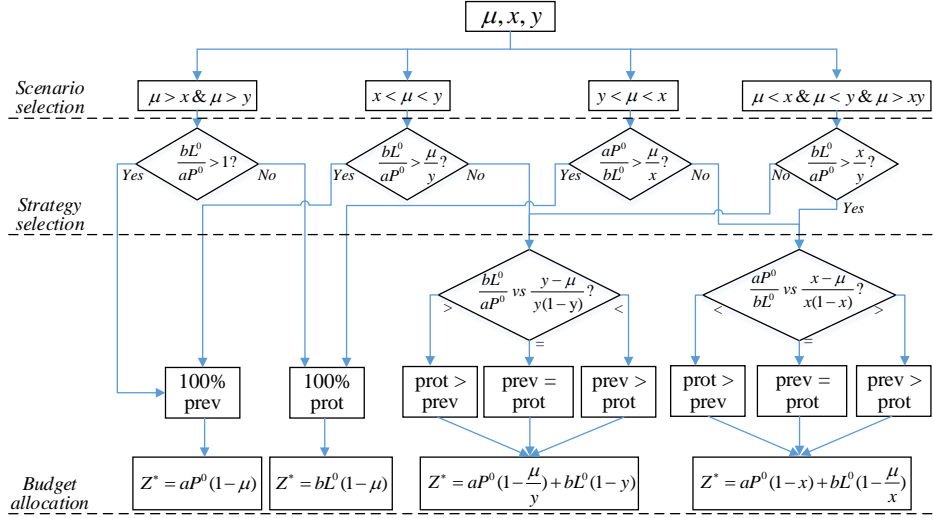 μ, x, y
Scenario selection
μ > x & μ > y
x < μ < y
y < μ < x
μ < x & μ < y & μ > xy
bL⁰/aP⁰ > 1?
bL⁰/aP⁰ > μ/y?
aP⁰/bL⁰ > μ/x?
bL⁰/aP⁰ > x/y?
Yes
No
Yes
No
Yes
No
No
Yes
Strategy selection
bL⁰/aP⁰ vs (y − μ)/(y(1 − y))?
>
=
<
aP⁰/bL⁰ vs (x − μ)/(x(1 − x))?
<
=
>
100% prev
100% prot
prot > prev
prev = prot
prev > prot
prot > prev
prev = prot
prev > prot
Budget allocation
Z* = aP⁰(1 − μ)
Z* = bL⁰(1 − μ)
Z* = aP⁰(1 − μ/y) + bL⁰(1 − y)
Z* = aP⁰(1 − x) + bL⁰(1 − μ/x)